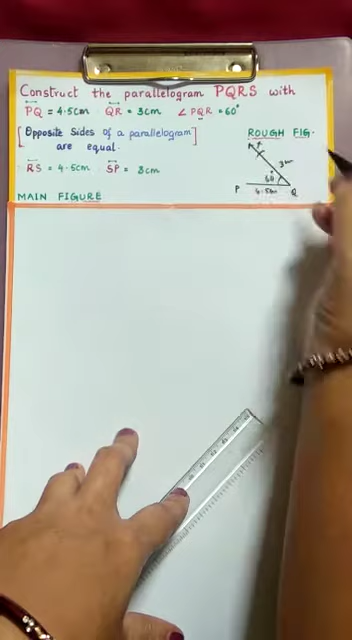 Construct the parallelogram PQRS with
PQ = 4.5cm QR = 3cm ∠PQR = 60°
[Opposite Sides of a parallelogram
are equal.]
RS = 4.5cm SP = 3cm
MAIN FIGURE
ROUGH FIG.
3cm
60°
P 4.5cm Q